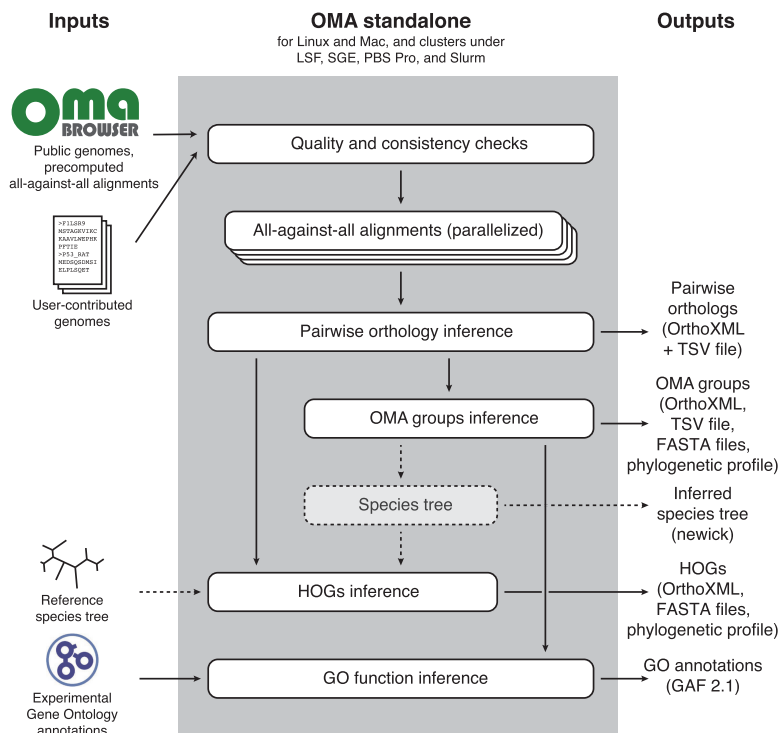 Inputs
OMA standalone
Outputs
for Linux and Mac, and clusters under
LSF, SGE, PBS Pro, and Slurm
oma
BROWSER
Public genomes,
precomputed
all-against-all alignments
Quality and consistency checks
>F1LSR9
MSTAGKVIKC
KAAVLWEPHK
PFTIE
>P53_RAT
MEDSQSDMSI
ELPLSQET
User-contributed
genomes
All-against-all alignments (parallelized)
Pairwise orthology inference
Pairwise
orthologs
(OrthoXML
+ TSV file)
OMA groups inference
OMA groups
(OrthoXML,
TSV file,
FASTA files,
phylogenetic profile)
Species tree
Inferred
species tree
(newick)
Reference
species tree
HOGs inference
HOGs
(OrthoXML,
FASTA files,
phylogenetic profile)
Experimental
Gene Ontology
annotations
GO function inference
GO annotations
(GAF 2.1)